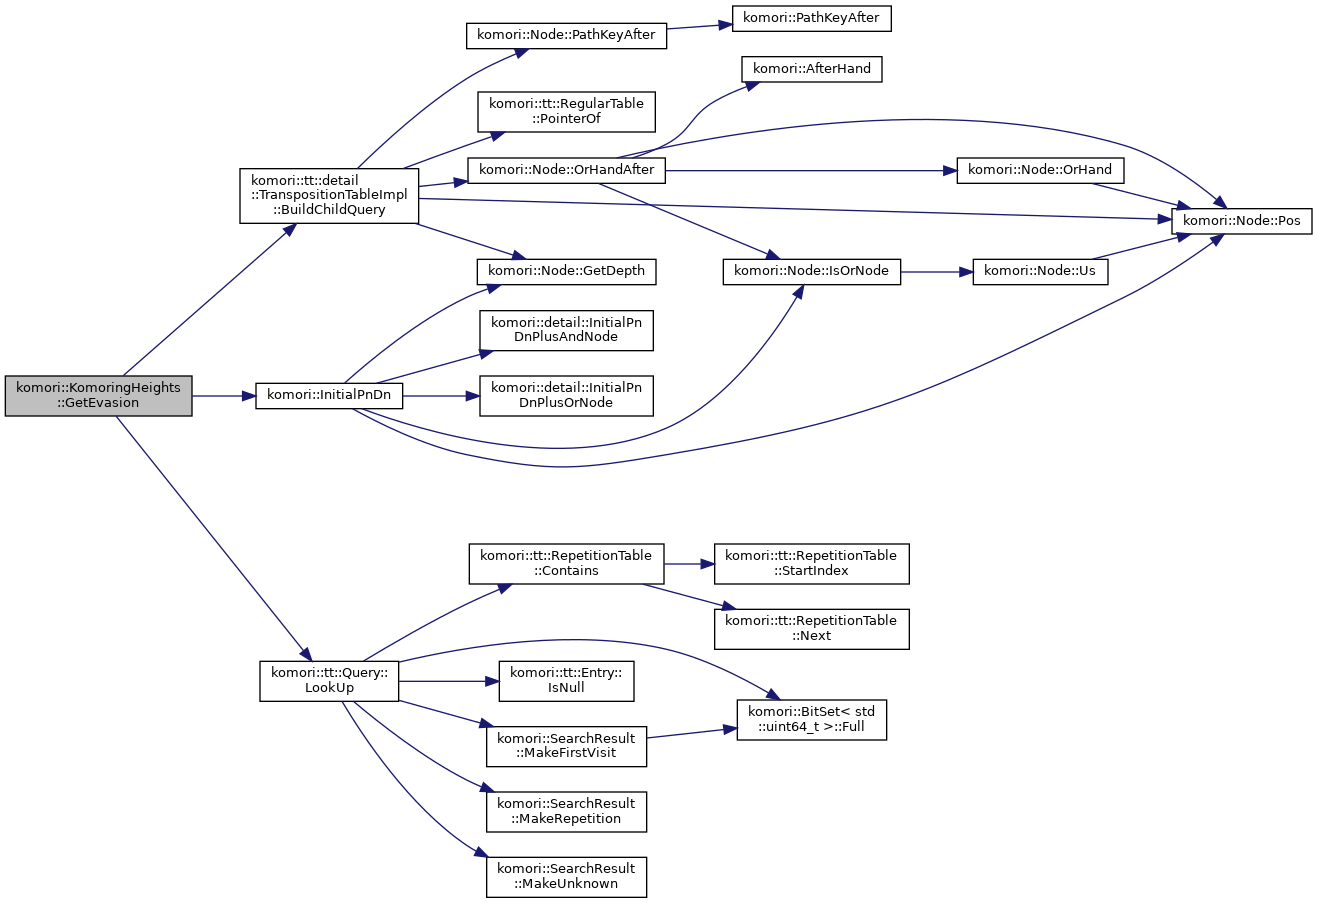 komori::KomoringHeights
::GetEvasion
komori::tt::detail
::TranspositionTableImpl
::BuildChildQuery
komori::InitialPnDn
komori::tt::Query::
LookUp
komori::Node::PathKeyAfter
komori::tt::RegularTable
::PointerOf
komori::Node::OrHandAfter
komori::Node::GetDepth
komori::detail::InitialPn
DnPlusAndNode
komori::detail::InitialPn
DnPlusOrNode
komori::tt::RepetitionTable
::Contains
komori::tt::Entry::
IsNull
komori::SearchResult
::MakeFirstVisit
komori::SearchResult
::MakeRepetition
komori::SearchResult
::MakeUnknown
komori::PathKeyAfter
komori::AfterHand
komori::Node::IsOrNode
komori::tt::RepetitionTable
::StartIndex
komori::tt::RepetitionTable
::Next
komori::BitSet< std
::uint64_t >::Full
komori::Node::OrHand
komori::Node::Us
komori::Node::Pos